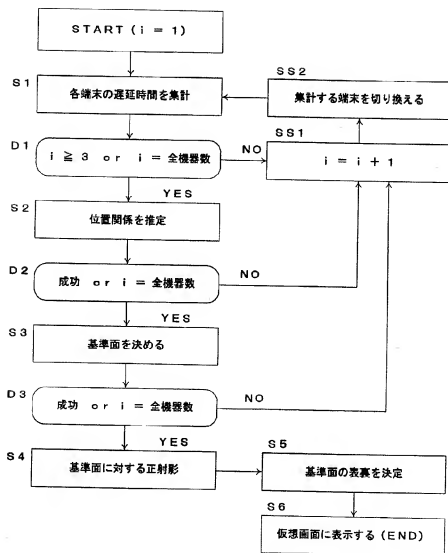 START (i = 1)
S1
各端末の遅延時間を集計
SS2
集計する端末を切り換える
D1
i ≧ 3 or i = 全機器数
NO
SS1
i = i + 1
YES
S2
位置関係を推定
D2
成功 or i = 全機器数
NO
YES
S3
基準面を決める
D3
成功 or i = 全機器数
NO
YES
S4
基準面に対する正射影
S5
基準面の表裏を決定
S6
仮想画面に表示する (END)